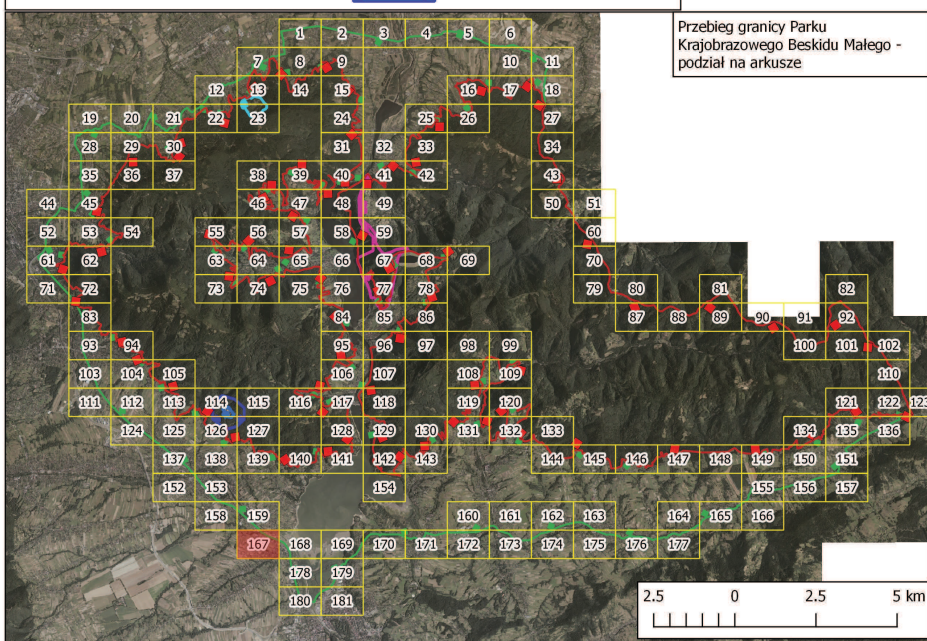 Przebieg granicy Parku
Krajobrazowego Beskidu Małego -
podział na arkusze
1 2 3 4 5 6
7 8 9 10 11
12 13 14 15 16 17 18
19 20 21 22 23 24 25 26 27
28 29 30 31 32 33 34
35 36 37 38 39 40 41 42 43
44 45 46 47 48 49 50 51
52 53 54 55 56 57 58 59 60
61 62 63 64 65 66 67 68 69 70
71 72 73 74 75 76 77 78 79 80 81 82
83 84 85 86 87 88 89 90 91 92
93 94 95 96 97 98 99 100 101 102
103 104 105 106 107 108 109 110
111 112 113 114 115 116 117 118 119 120 121 122 123
124 125 126 127 128 129 130 131 132 133 134 135 136
137 138 139 140 141 142 143 144 145 146 147 148 149 150 151
152 153 154 155 156 157
158 159 160 161 162 163 164 165 166
167 168 169 170 171 172 173 174 175 176 177
178 179
180 181
2.5 0 2.5 5 km